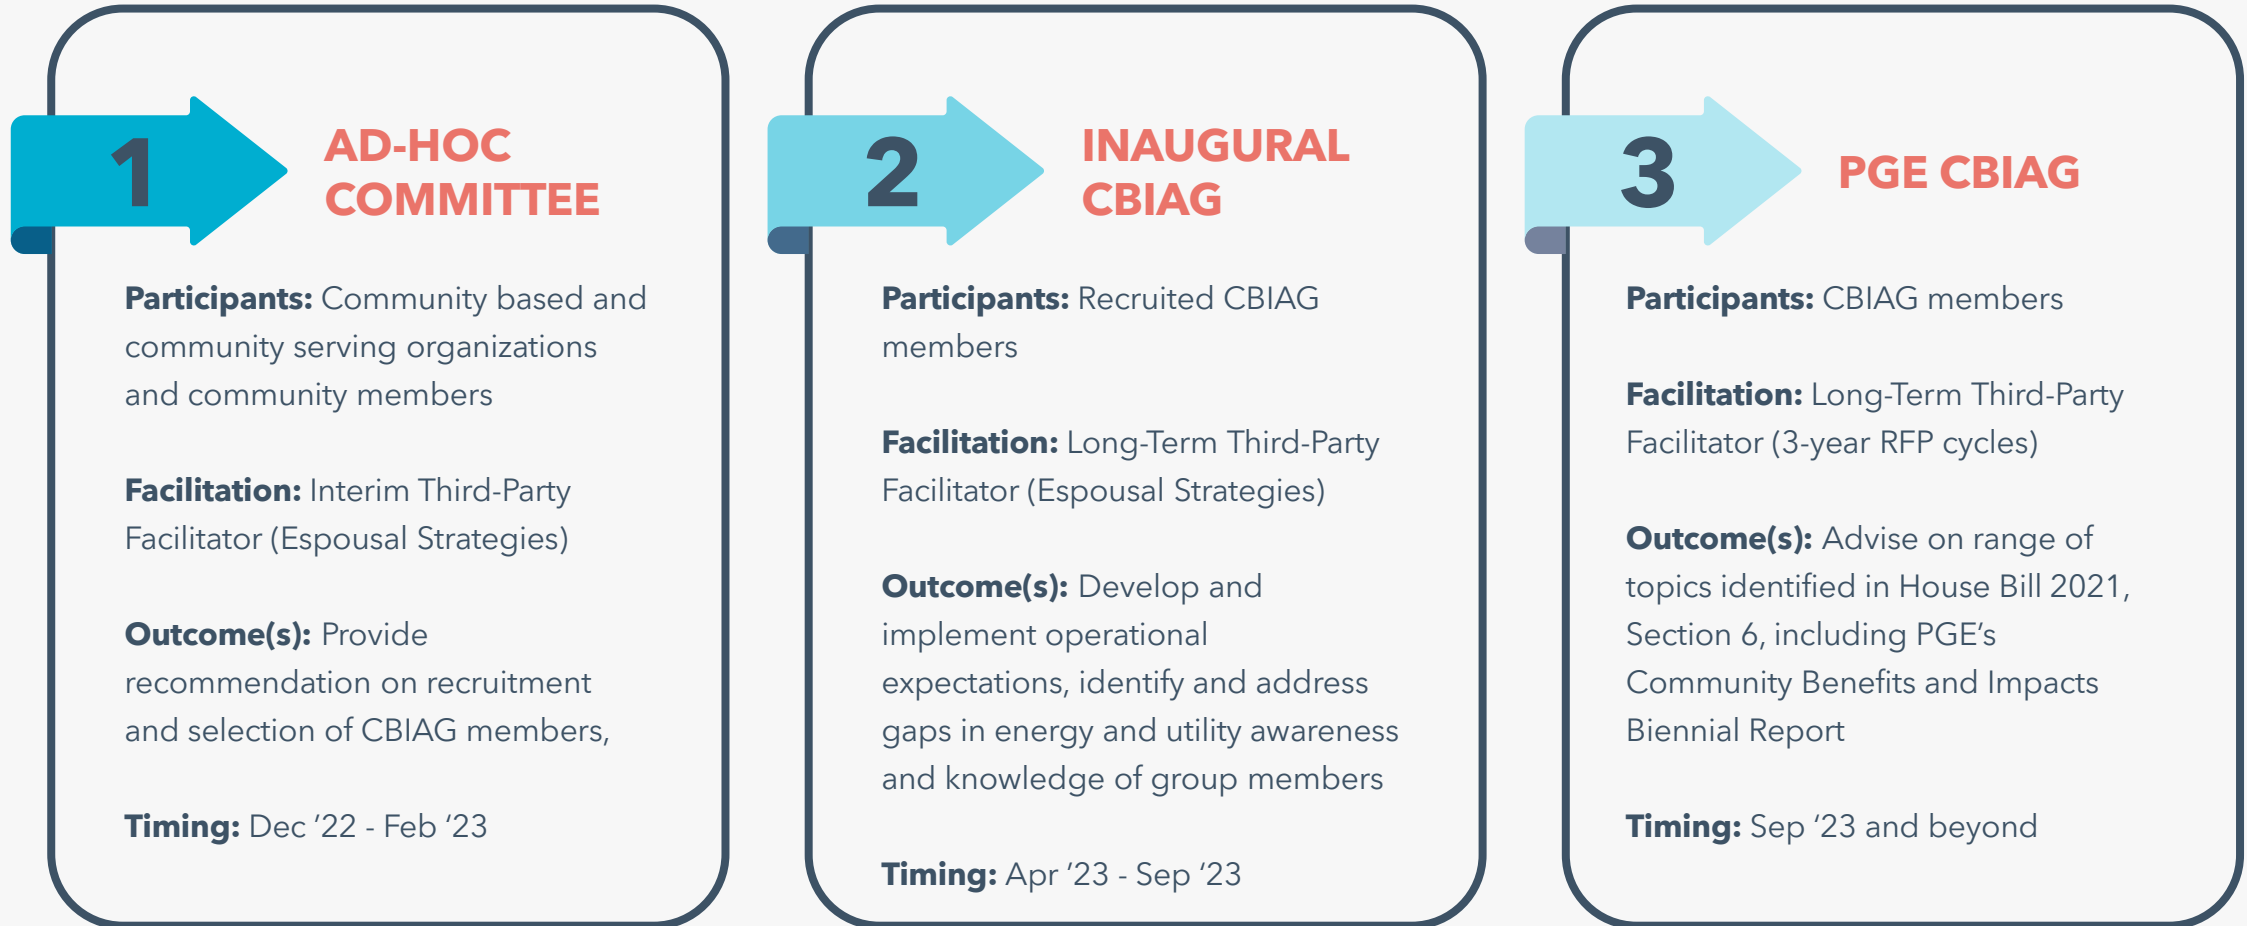 1
AD-HOC
COMMITTEE
Participants: Community based and
community serving organizations
and community members
Facilitation: Interim Third-Party
Facilitator (Espousal Strategies)
Outcome(s): Provide
recommendation on recruitment
and selection of CBIAG members,
Timing: Dec ‘22 - Feb ‘23
2
INAUGURAL
CBIAG
Participants: Recruited CBIAG
members
Facilitation: Long-Term Third-Party
Facilitator (Espousal Strategies)
Outcome(s): Develop and
implement operational
expectations, identify and address
gaps in energy and utility awareness
and knowledge of group members
Timing: Apr ‘23 - Sep ‘23
3
PGE CBIAG
Participants: CBIAG members
Facilitation: Long-Term Third-Party
Facilitator (3-year RFP cycles)
Outcome(s): Advise on range of
topics identified in House Bill 2021,
Section 6, including PGE’s
Community Benefits and Impacts
Biennial Report
Timing: Sep ‘23 and beyond